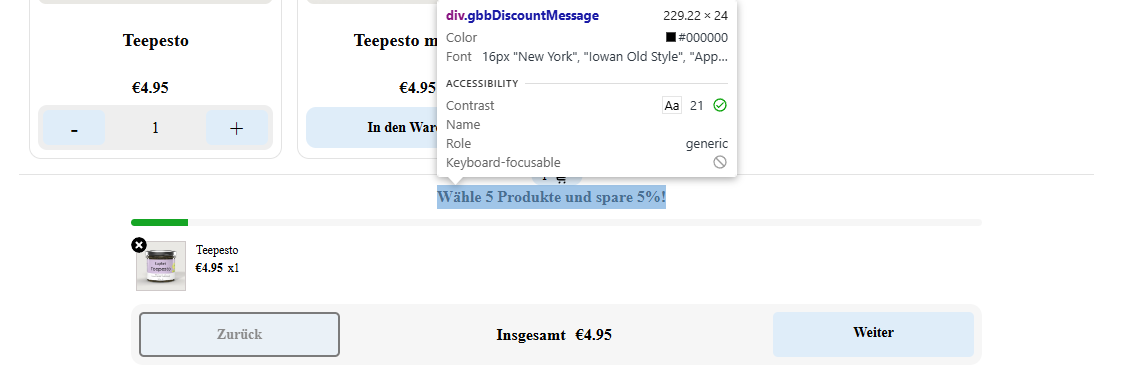 div.gbbDiscountMessage 229.22 × 24
Color #000000
Font 16px "New York", "Iowan Old Style", "App...
ACCESSIBILITY
Contrast Aa 21
Name
Role generic
Keyboard-focusable
Teepesto
€4.95
- 1 +
Teepesto m
€4.95
In den War
Wähle 5 Produkte und spare 5%!
Teepesto
€4.95 x1
Teepesto
Zurück
Insgesamt €4.95
Weiter